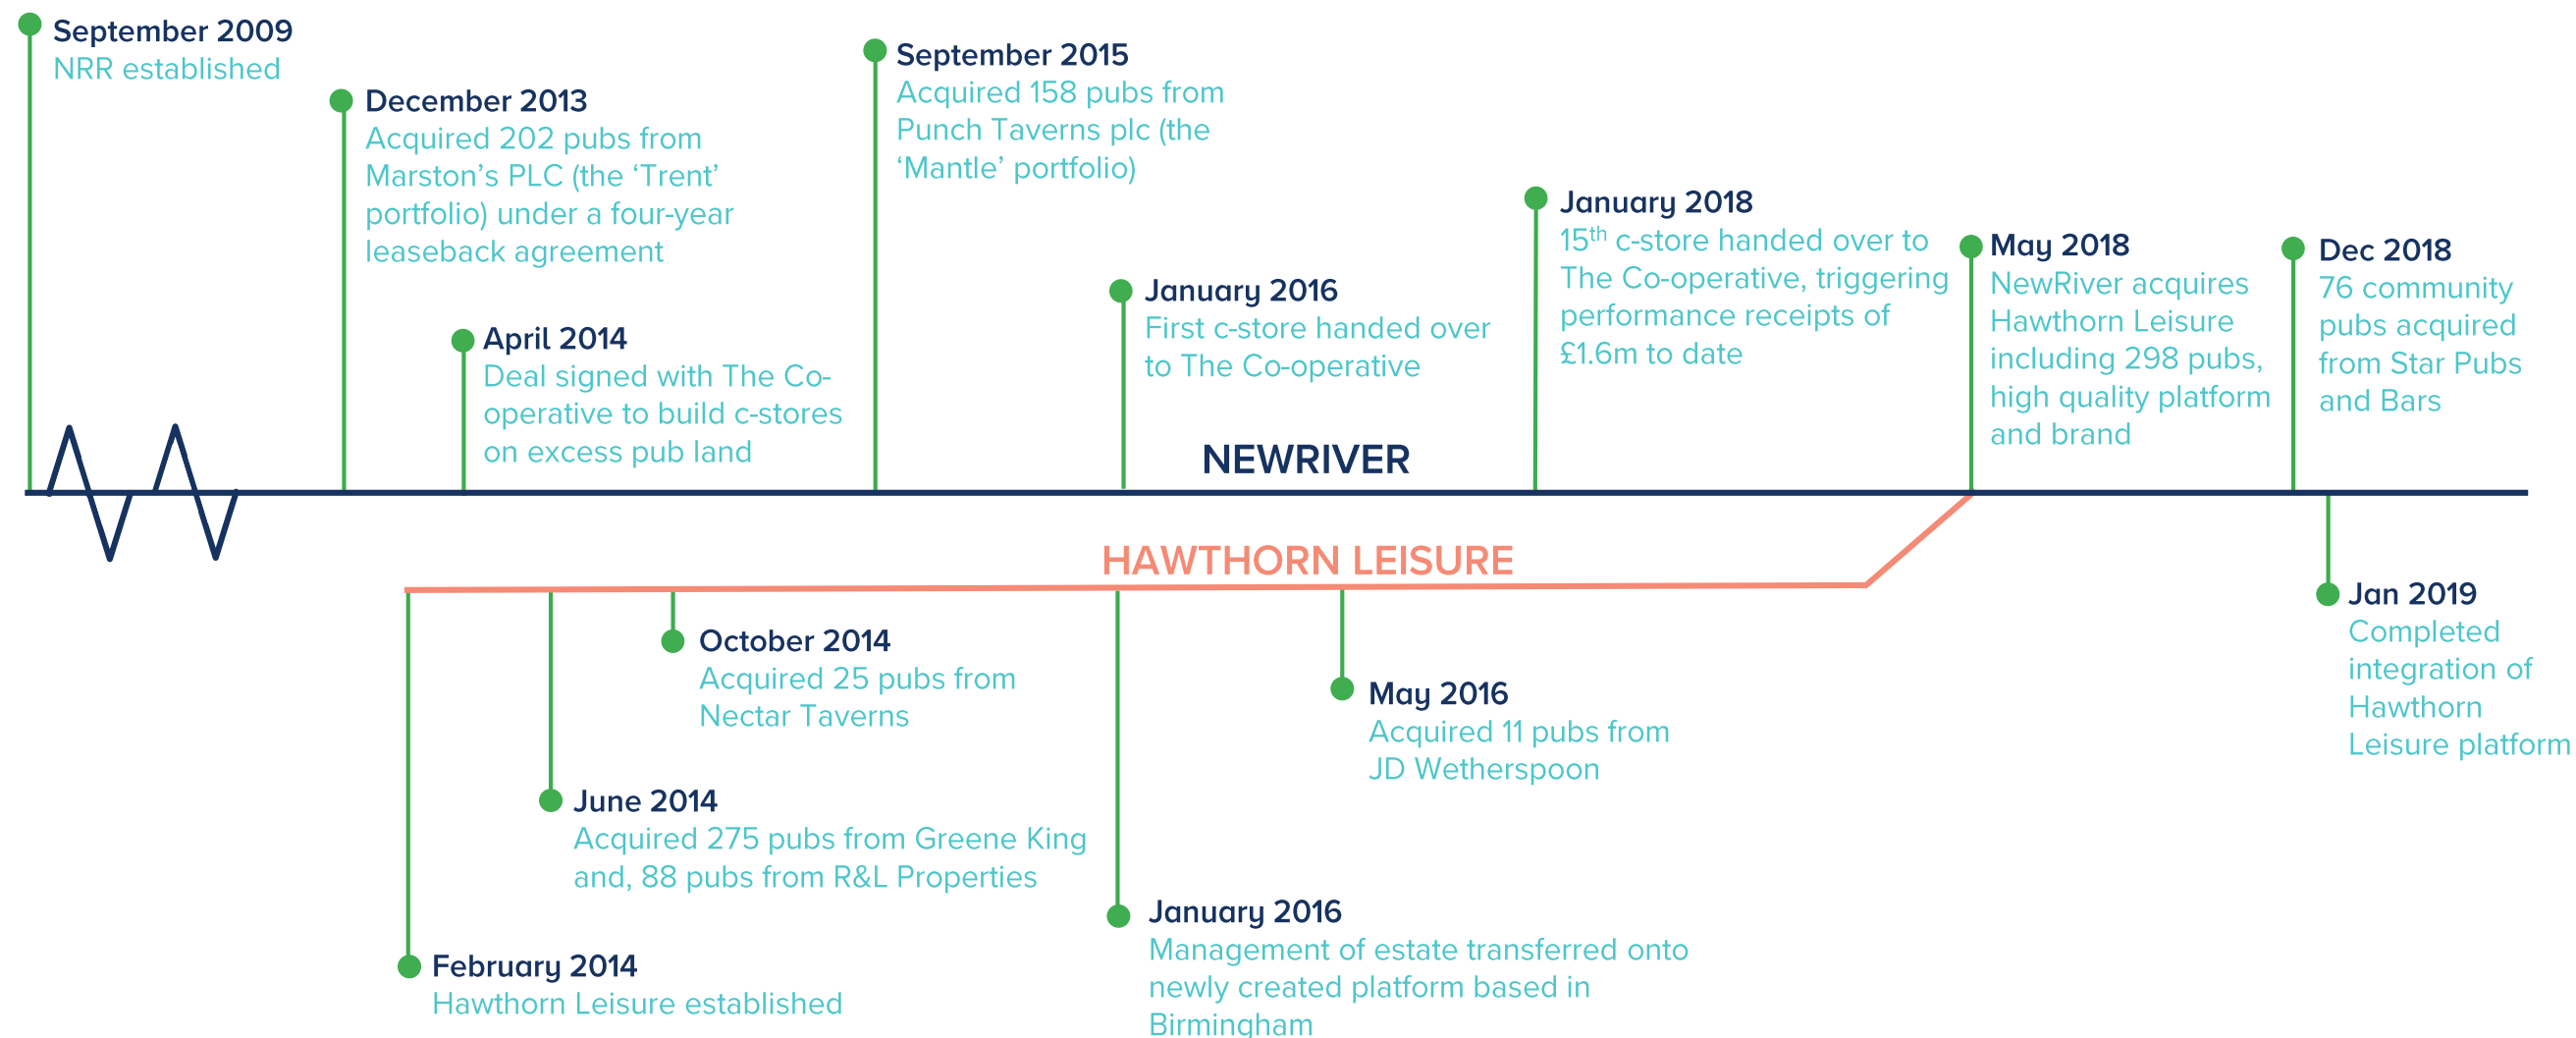 September 2009
NRR established
December 2013
Acquired 202 pubs from
Marston’s PLC (the ‘Trent’
portfolio) under a four-year
leaseback agreement
April 2014
Deal signed with The Co-
operative to build c-stores
on excess pub land
September 2015
Acquired 158 pubs from
Punch Taverns plc (the
‘Mantle’ portfolio)
January 2016
First c-store handed over
to The Co-operative
January 2018
15th c-store handed over to
The Co-operative, triggering
performance receipts of
£1.6m to date
May 2018
NewRiver acquires
Hawthorn Leisure
including 298 pubs,
high quality platform
and brand
Dec 2018
76 community
pubs acquired
from Star Pubs
and Bars
NEWRIVER
HAWTHORN LEISURE
February 2014
Hawthorn Leisure established
June 2014
Acquired 275 pubs from Greene King
and, 88 pubs from R&L Properties
October 2014
Acquired 25 pubs from
Nectar Taverns
January 2016
Management of estate transferred onto
newly created platform based in
Birmingham
May 2016
Acquired 11 pubs from
JD Wetherspoon
Jan 2019
Completed
integration of
Hawthorn
Leisure platform